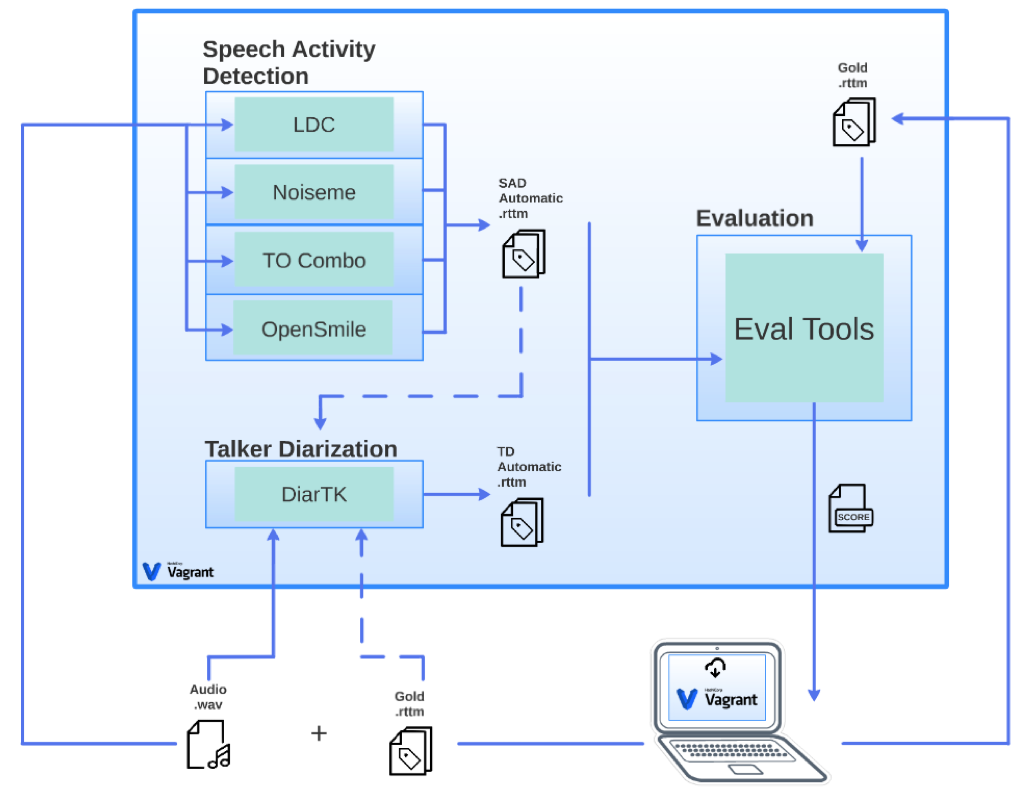 Speech Activity
Detection
LDC
Noiseme
TO Combo
OpenSmile
SAD
Automatic
.rttm
Gold
.rttm
Evaluation
Eval Tools
Talker Diarization
DiarTK
TD
Automatic
.rttm
SCORE
HashiCorp
Vagrant
Audio
.wav
+
Gold
.rttm
HashiCorp
Vagrant